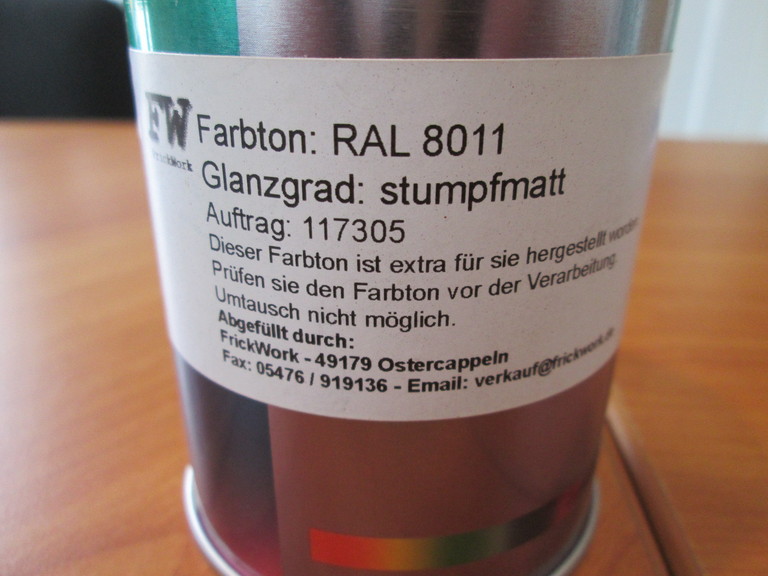 FW
FrickWork
Farbton: RAL 8011
Glanzgrad: stumpfmatt
Auftrag: 117305
Dieser Farbton ist extra für sie hergestellt worden.
Prüfen sie den Farbton vor der Verarbeitung.
Umtausch nicht möglich.
Abgefüllt durch:
FrickWork - 49179 Ostercappeln
Fax: 05476 / 919136 - Email: verkauf@frickwork.de